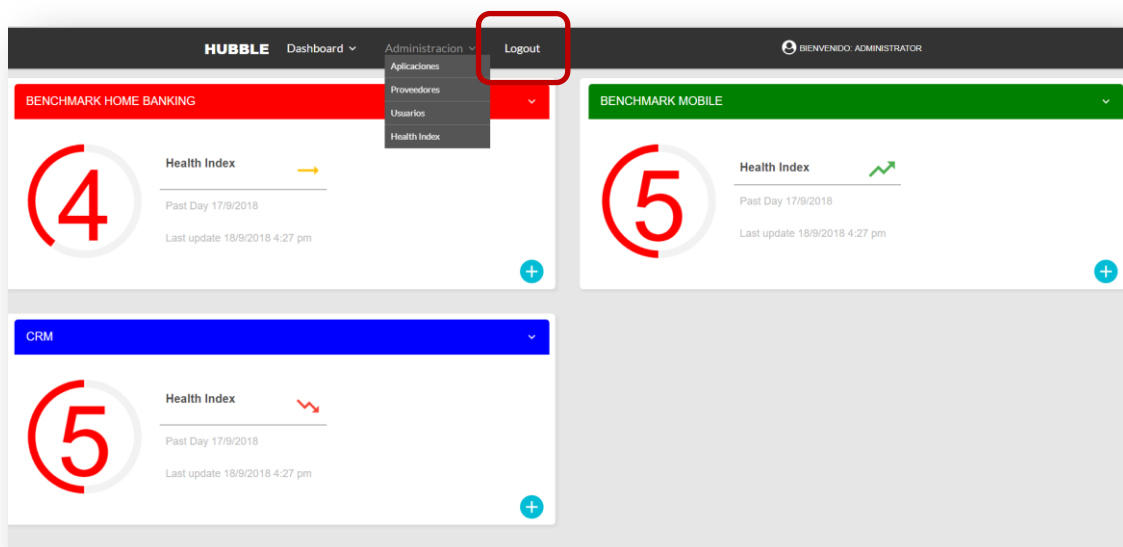 HUBBLE Dashboard Administracion Logout BIENVENIDO: ADMINISTRATOR
Aplicaciones
Proveedores
Usuarios
Health Index
BENCHMARK HOME BANKING
4
Health Index
Past Day 17/9/2018
Last update 18/9/2018 4:27 pm
BENCHMARK MOBILE
5
Health Index
Past Day 17/9/2018
Last update 18/9/2018 4:27 pm
CRM
5
Health Index
Past Day 17/9/2018
Last update 18/9/2018 4:27 pm